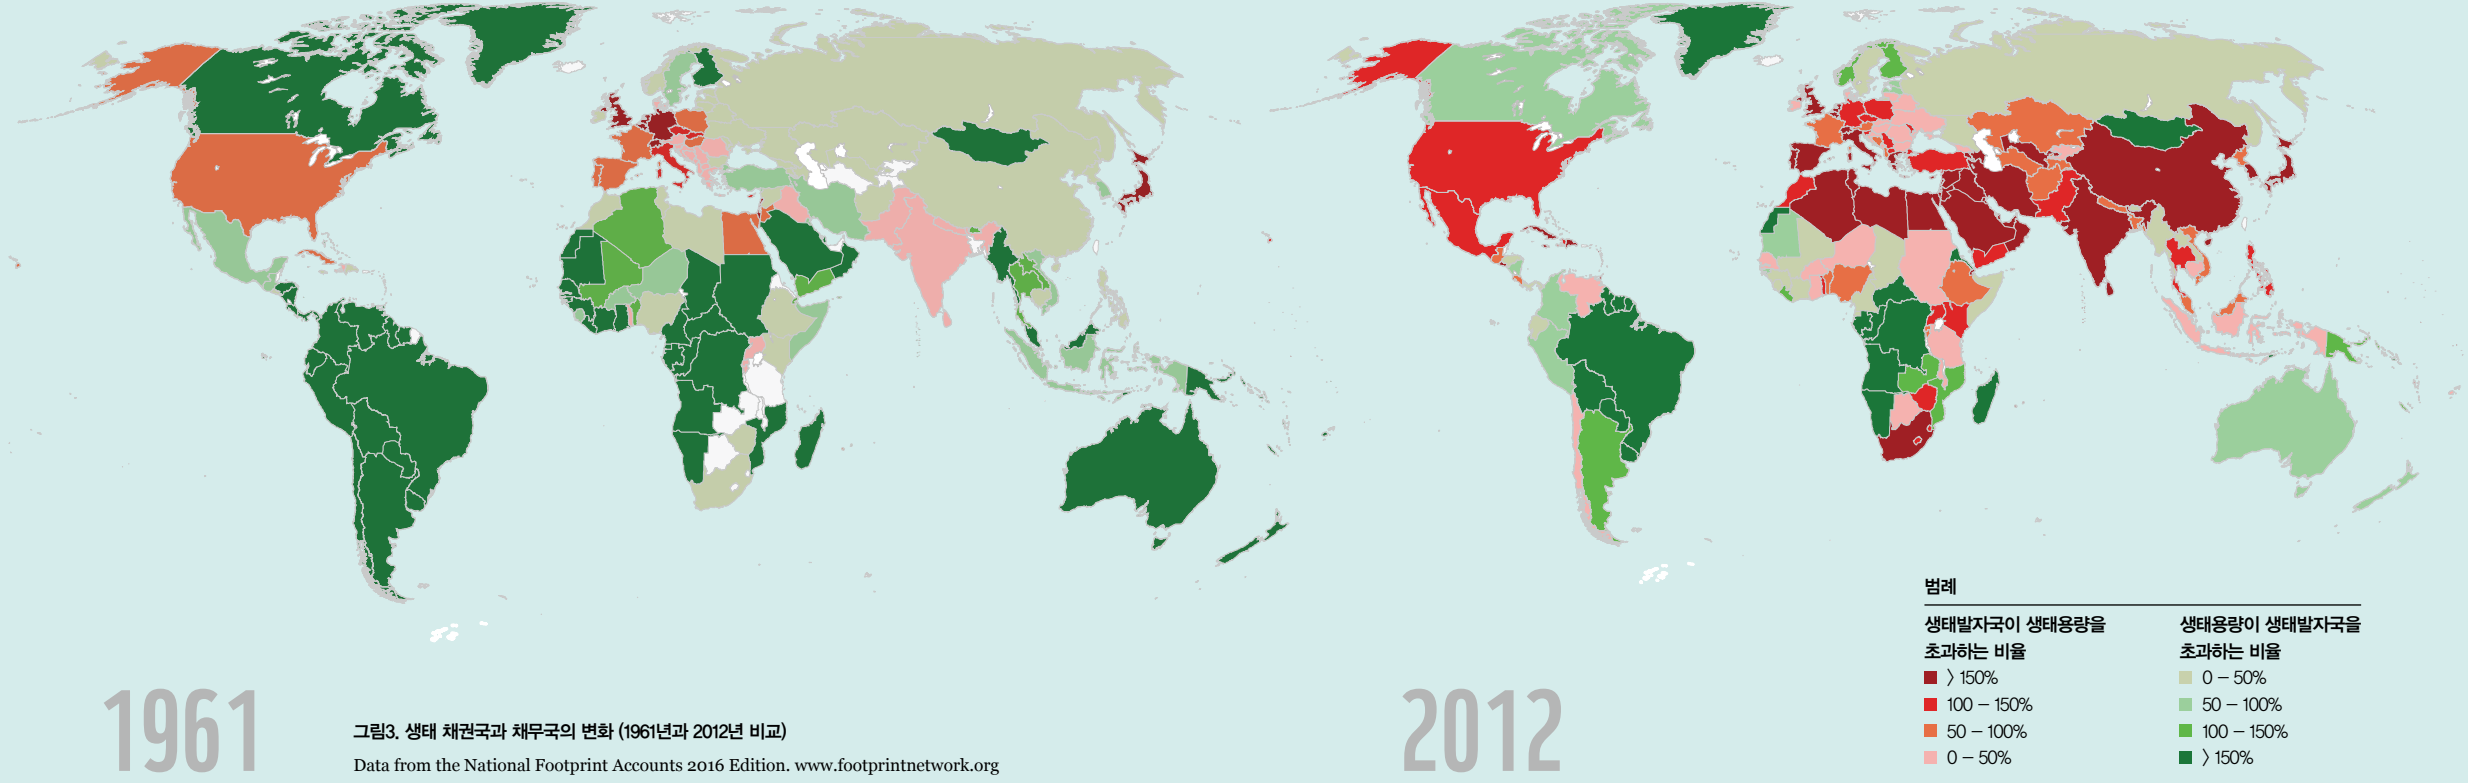 1961
그림3. 생태 채권국과 채무국의 변화 (1961년과 2012년 비교)
Data from the National Footprint Accounts 2016 Edition. www.footprintnetwork.org
2012
범례
생태발자국이 생태용량을
초과하는 비율
> 150%
100 – 150%
50 – 100%
0 – 50%
생태용량이 생태발자국을
초과하는 비율
0 – 50%
50 – 100%
100 – 150%
> 150%